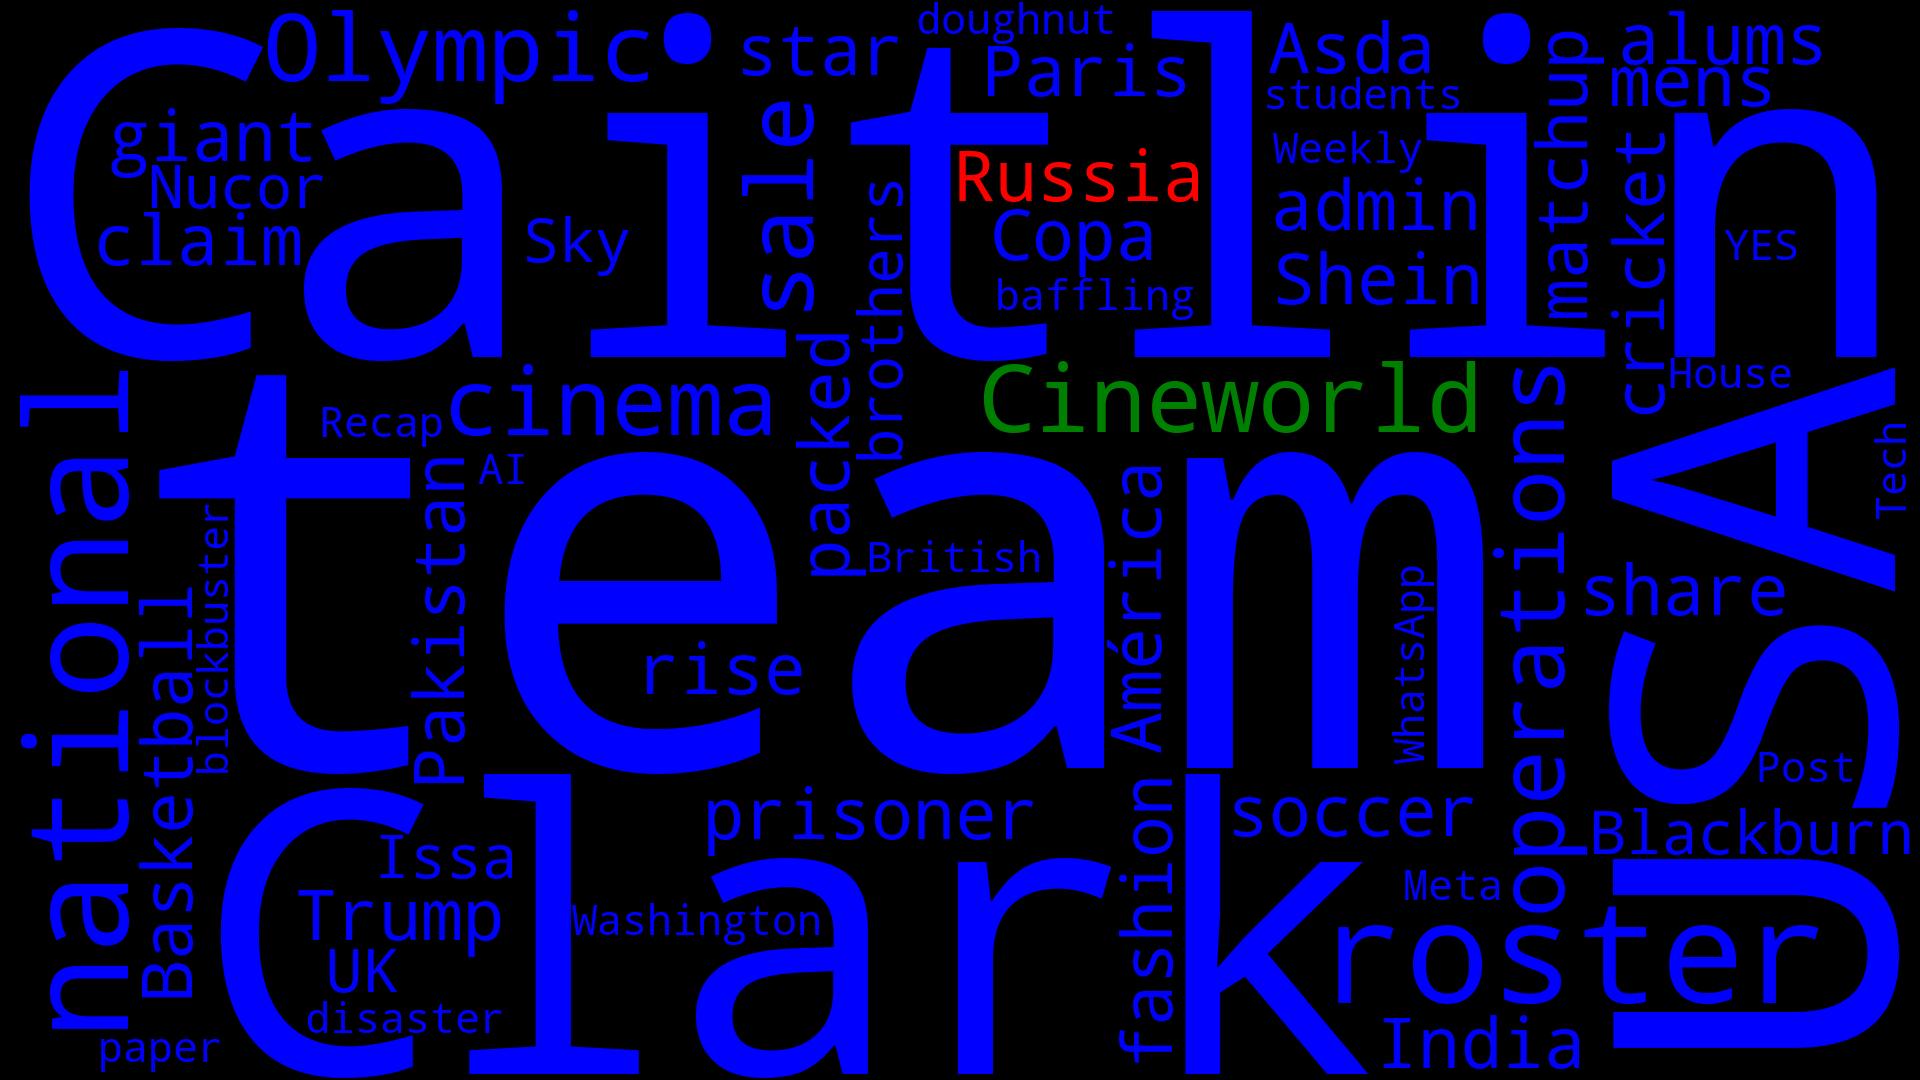 Caitlin
Olympic
star
doughnut
Paris
Asda
students
alums
mens
giant
Nucor
claim
Sky
sale
brothers
Russia
Copa
baffling
Weekly
admin
Shein
matchup
cricket
YES
House
national
Recap
cinema
packed
Cineworld
operations
USA
Tech
team
AI
Pakistan
blockbuster
Basketball
British
América
WhatsApp
share
rise
Post
Clark
prisoner
fashion
soccer
Blackburn
Issa
Trump
UK
disaster
Washington
Meta
roster
India
paper